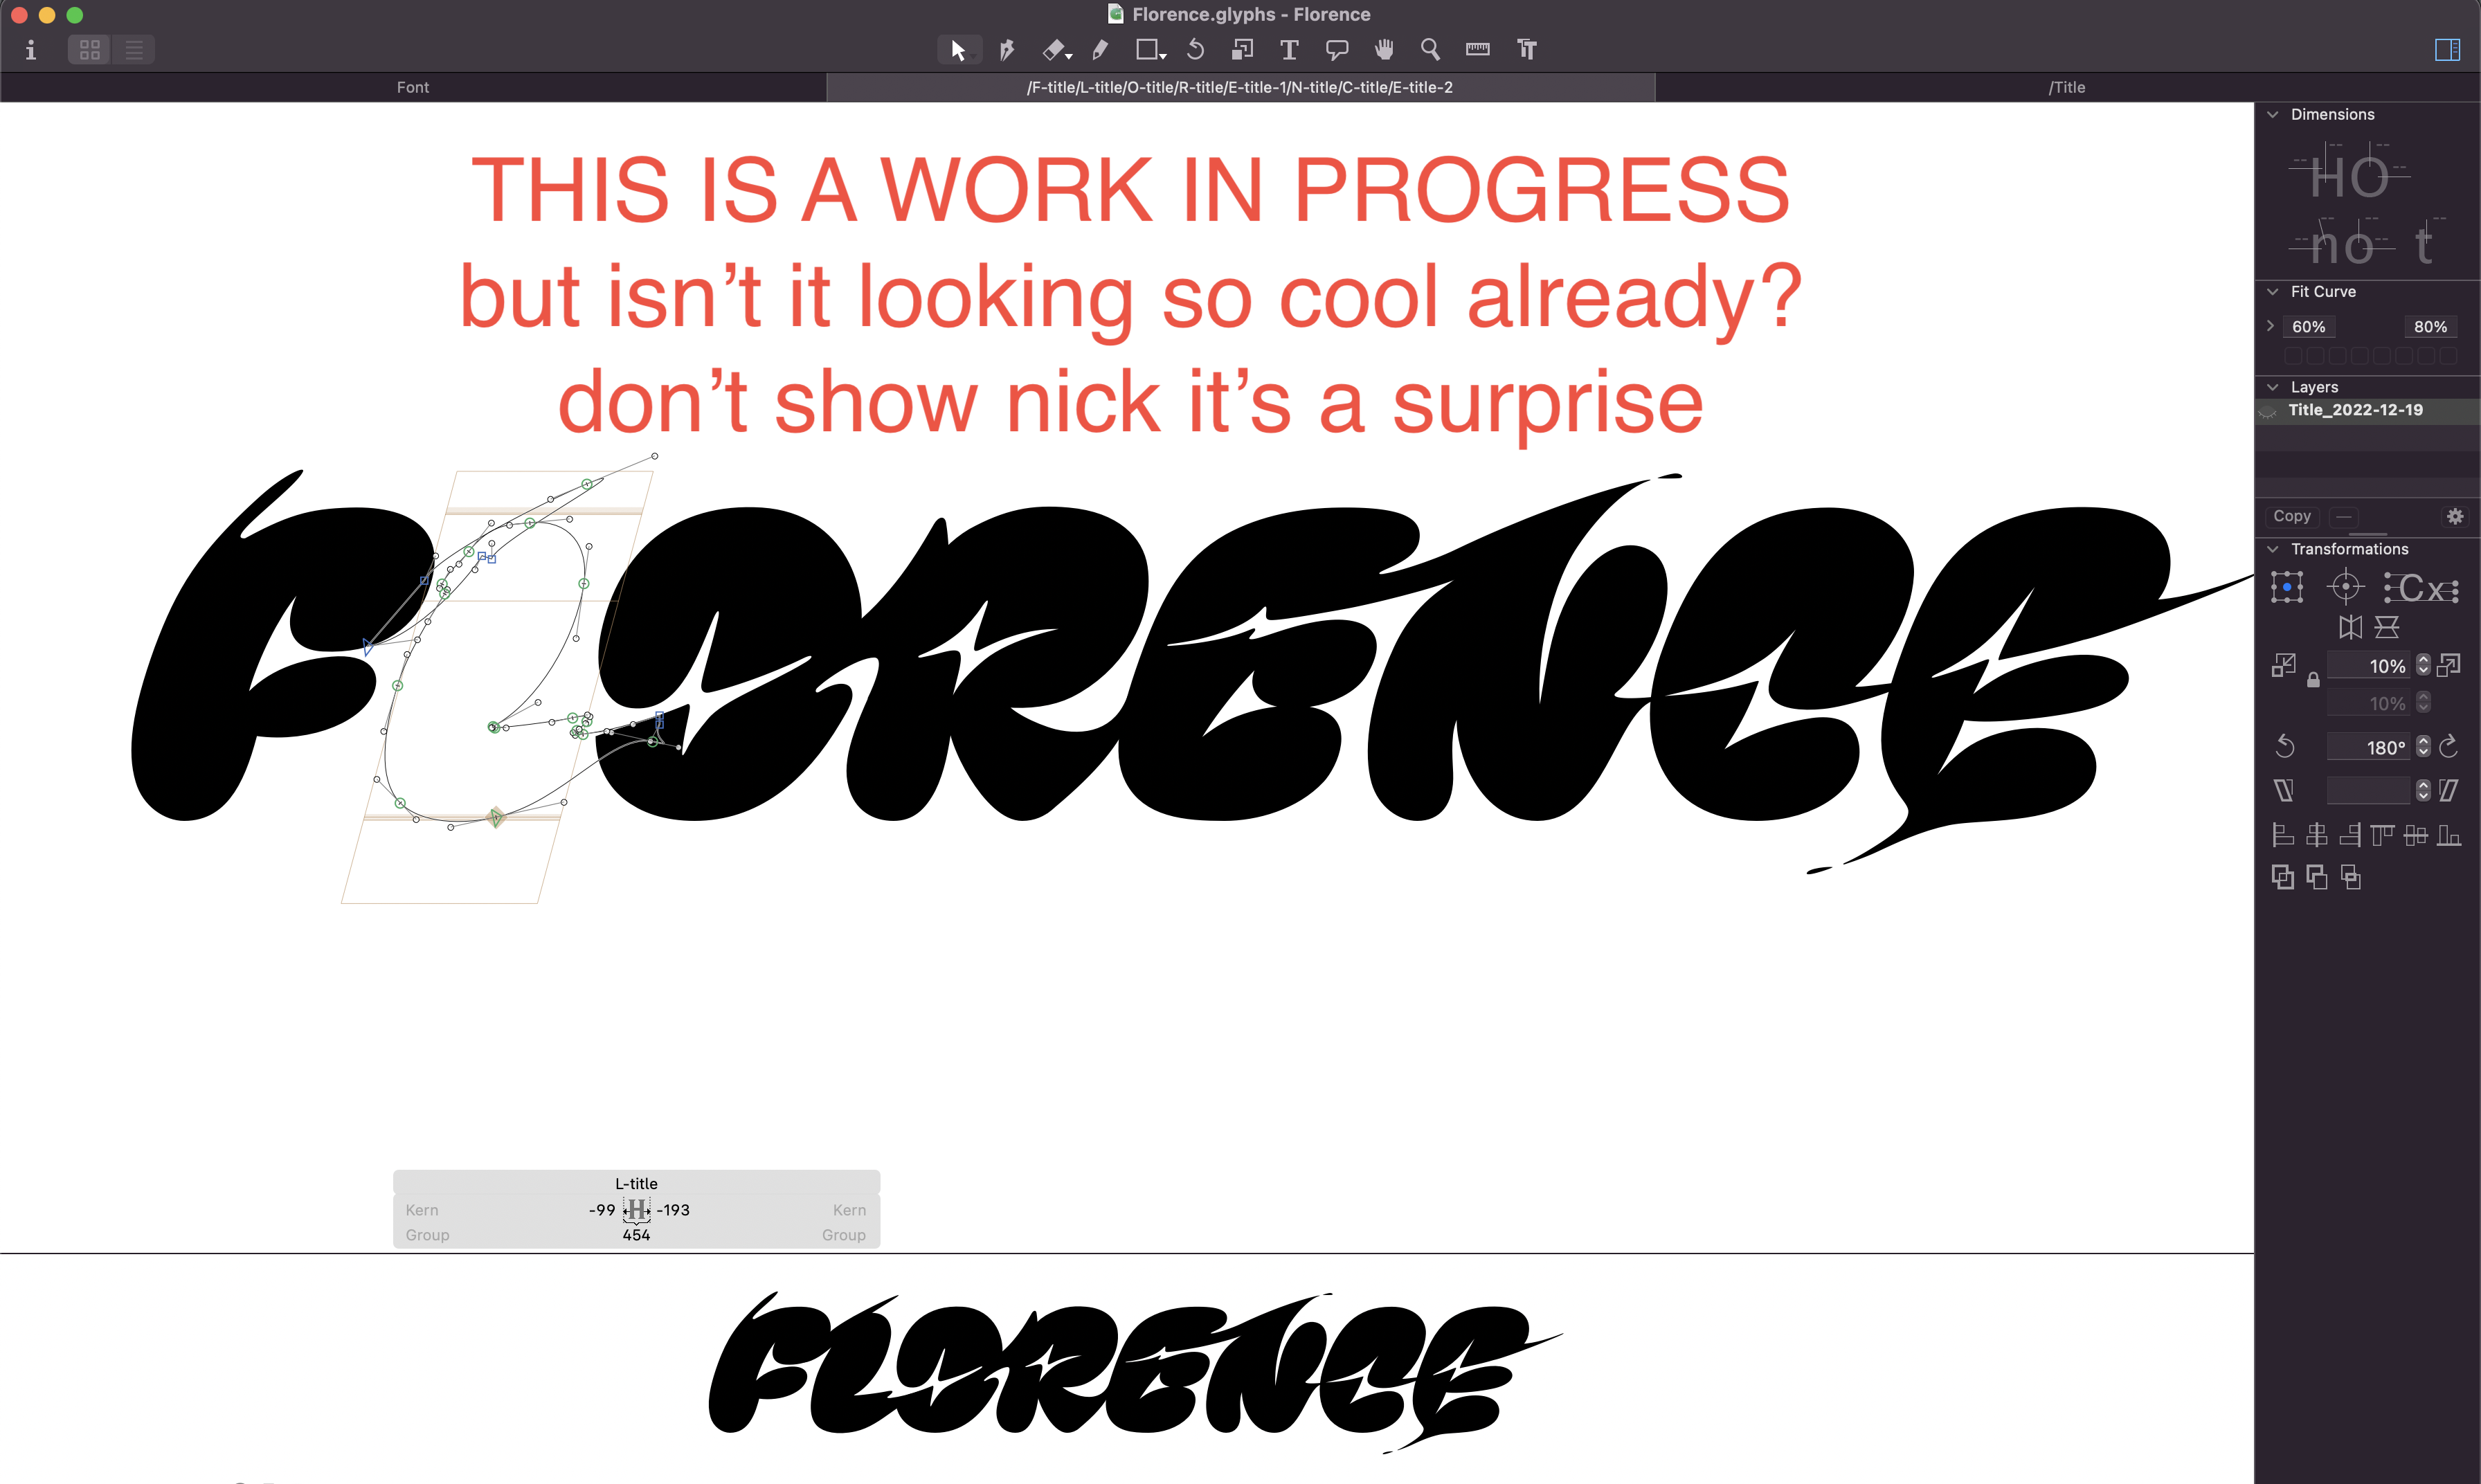 Florence.glyphs - Florence
Font
/F-title/L-title/O-title/R-title/E-title-1/N-title/C-title/E-title-2
/Title
THIS IS A WORK IN PROGRESS
but isn’t it looking so cool already?
don’t show nick it’s a surprise
FLORENCE
L-title
Kern -99 H -193 Kern
Group 454 Group
FLORENCE
Dimensions
HO
no t
Fit Curve
60% 80%
Layers
Title_2022-12-19
Copy
Transformations
Cx
10%
10%
180°